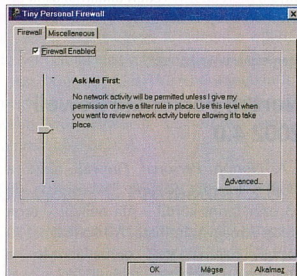 Tiny Personal Firewall
Firewall
Miscellaneous
Firewall Enabled
Ask Me First:
No network activity will be permitted unless I give my
permission or have a filter rule in place. Use this level when
you want to review network activity before allowing it to take
place.
Advanced...
OK
Mégse
Alkalmaz